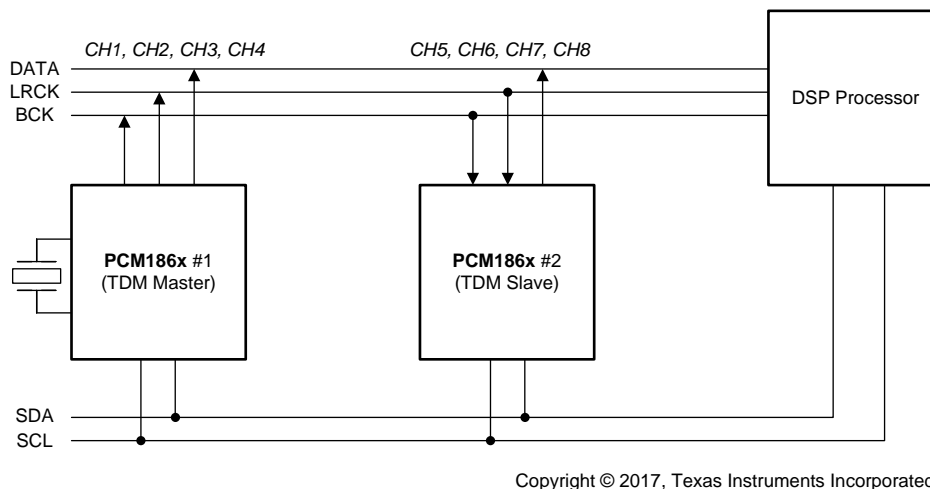 CH1, CH2, CH3, CH4
CH5, CH6, CH7, CH8
DATA
LRCK
BCK
DSP Processor
PCM186x #1
(TDM Master)
PCM186x #2
(TDM Slave)
SDA
SCL
Copyright © 2017, Texas Instruments Incorporated